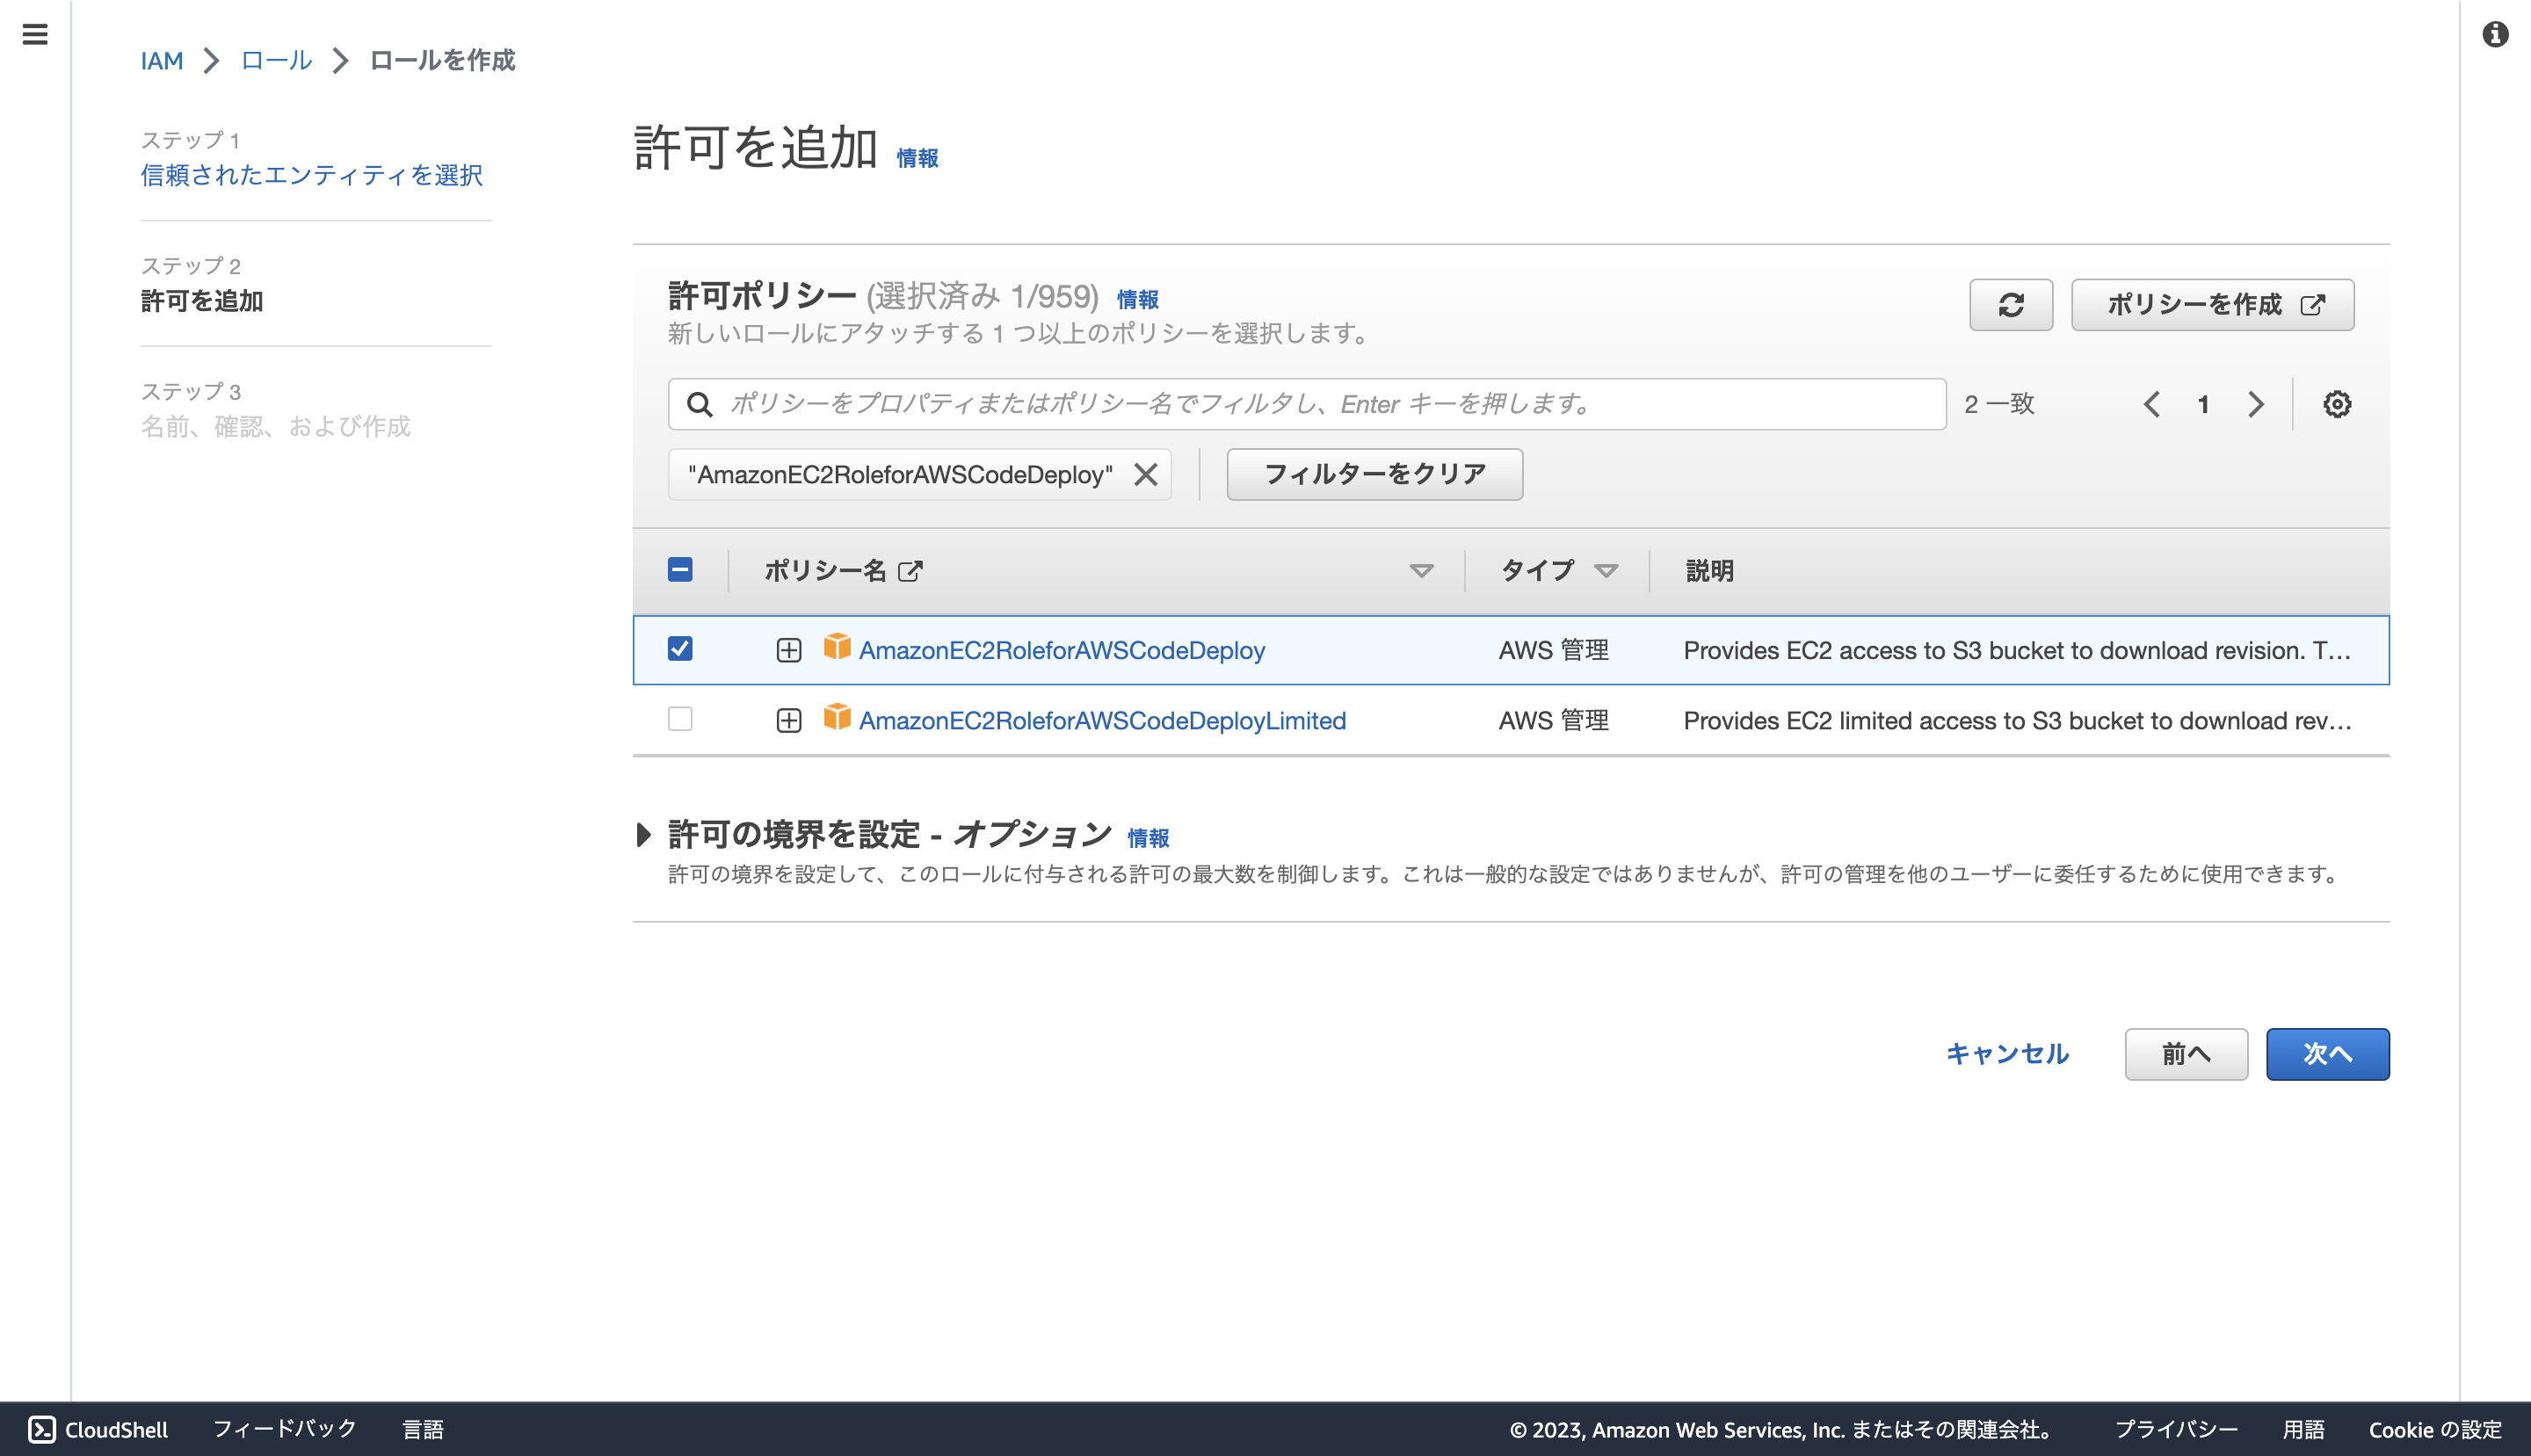 IAM > ロール > ロールを作成
ステップ 1
信頼されたエンティティを選択
ステップ 2
許可を追加
ステップ 3
名前、確認、および作成
許可を追加 情報
許可ポリシー (選択済み 1/959) 情報
新しいロールにアタッチする 1 つ以上のポリシーを選択します。
ポリシーを作成
ポリシーをプロパティまたはポリシー名でフィルタし、Enter キーを押します。
2 一致
1
"AmazonEC2RoleforAWSCodeDeploy"
フィルターをクリア
ポリシー名 タイプ 説明
AmazonEC2RoleforAWSCodeDeploy AWS 管理 Provides EC2 access to S3 bucket to download revision. T...
AmazonEC2RoleforAWSCodeDeployLimited AWS 管理 Provides EC2 limited access to S3 bucket to download rev...
許可の境界を設定 - オプション 情報
許可の境界を設定して、このロールに付与される許可の最大数を制御します。これは一般的な設定ではありませんが、許可の管理を他のユーザーに委任するために使用できます。
キャンセル 前へ 次へ
CloudShell フィードバック 言語 © 2023, Amazon Web Services, Inc. またはその関連会社。 プライバシー 用語 Cookie の設定